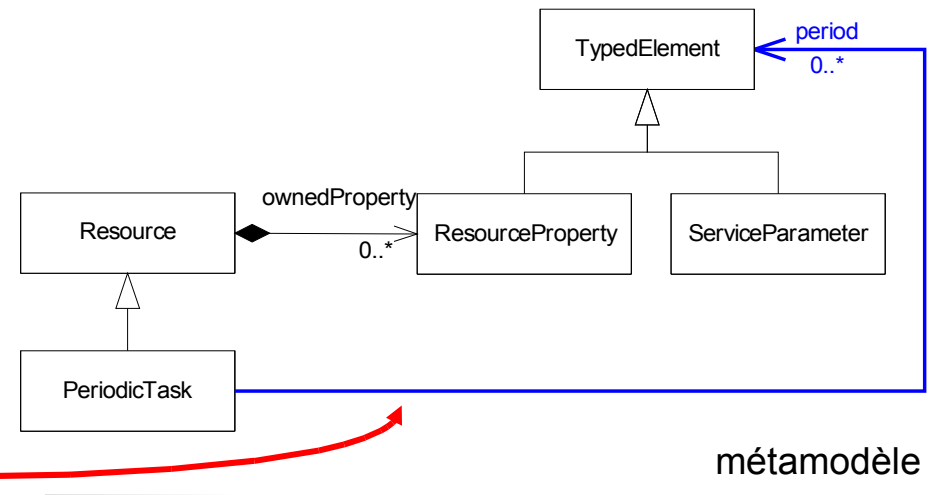 period
TypedElement
0..*
ownedProperty
Resource
ResourceProperty
ServiceParameter
0..*
PeriodicTask
métamodèle